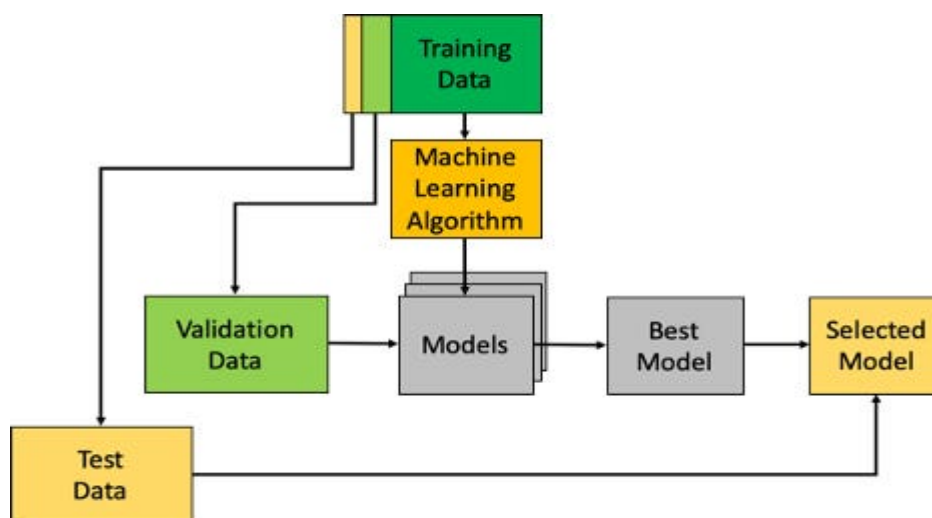 Training
Data
Machine
Learning
Algorithm
Validation
Data
Models
Best
Model
Selected
Model
Test
Data